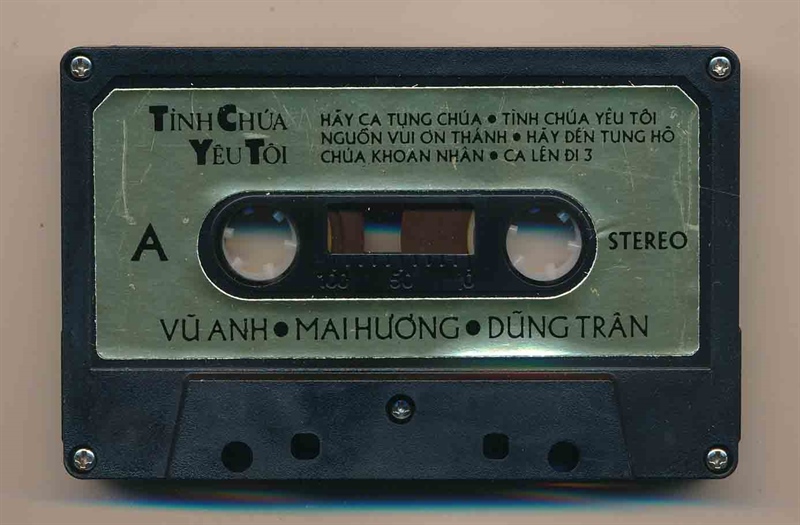 TÌNH CHÚA
YÊU TÔI
HÃY CA TỤNG CHÚA • TÌNH CHÚA YÊU TÔI
NGUỒN VUI ƠN THÁNH • HÃY ĐẾN TUNG HÔ
CHÚA KHOAN NHÂN • CA LÊN ĐI 3
A
STEREO
100 50 0
VŨ ANH • MAI HƯƠNG • DŨNG TRẦN